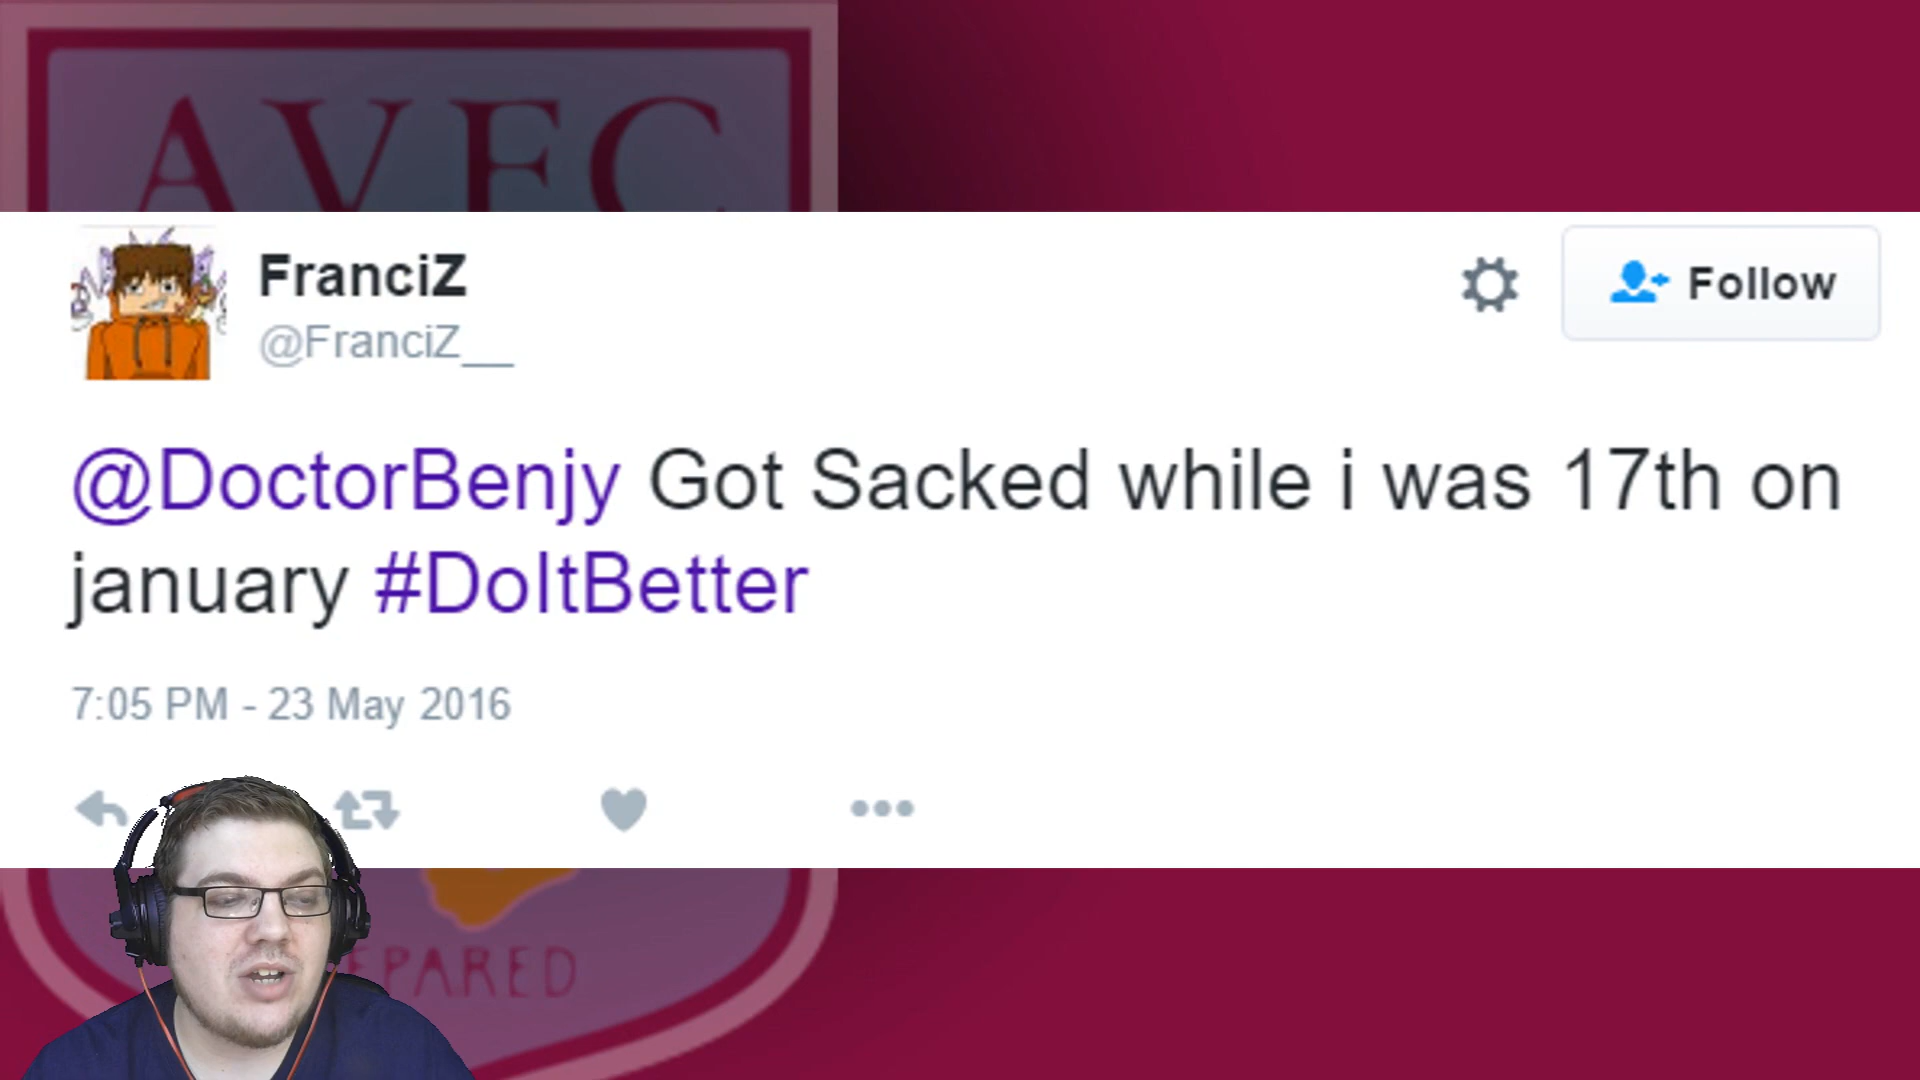 AVFC
FranciZ
@FranciZ__
Follow
@DoctorBenjy Got Sacked while i was 17th on
january #DoItBetter
7:05 PM - 23 May 2016
EPARED